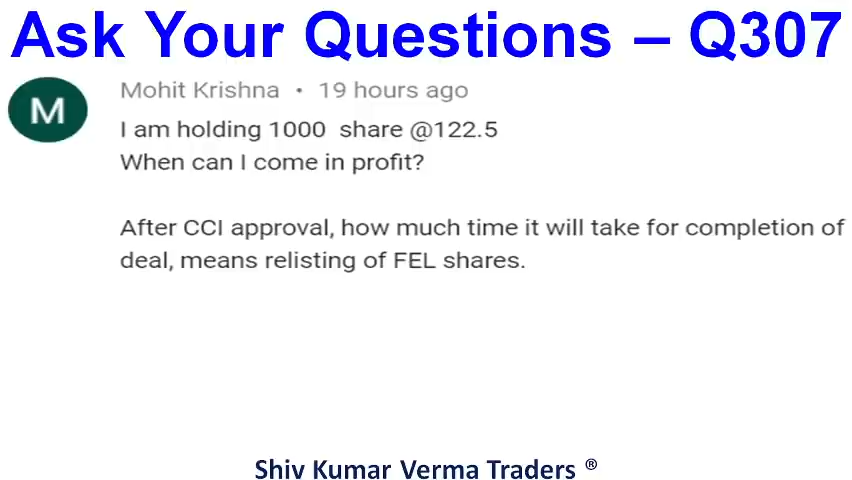 Ask Your Questions – Q307
M
Mohit Krishna • 19 hours ago
I am holding 1000 share @122.5
When can I come in profit?
After CCI approval, how much time it will take for completion of
deal, means relisting of FEL shares.
Shiv Kumar Verma Traders ®